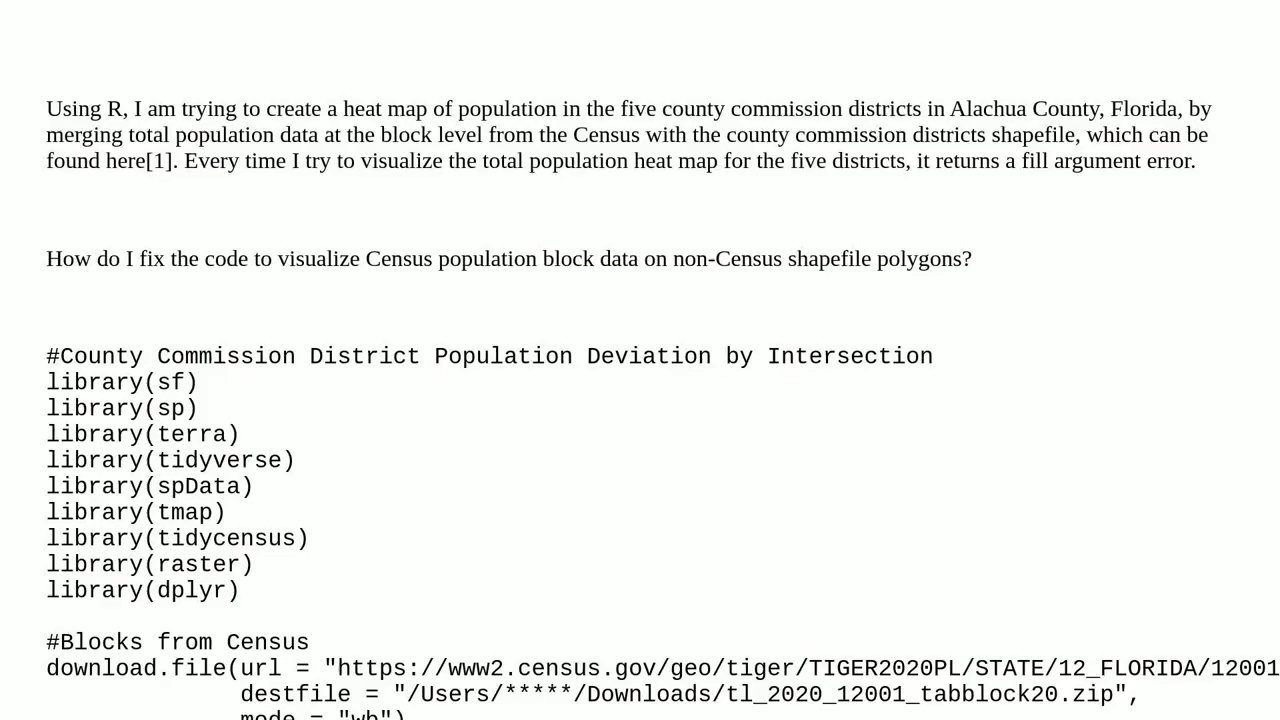 Using R, I am trying to create a heat map of population in the five county commission districts in Alachua County, Florida, by
merging total population data at the block level from the Census with the county commission districts shapefile, which can be
found here[1]. Every time I try to visualize the total population heat map for the five districts, it returns a fill argument error.
How do I fix the code to visualize Census population block data on non-Census shapefile polygons?
#County Commission District Population Deviation by Intersection
library(sf)
library(sp)
library(terra)
library(tidyverse)
library(spData)
library(tmap)
library(tidycensus)
library(raster)
library(dplyr)
#Blocks from Census
download.file(url = "https://www2.census.gov/geo/tiger/TIGER2020PL/STATE/12_FLORIDA/12001
destfile = "/Users/*****/Downloads/tl_2020_12001_tabblock20.zip",
mode = "wb")